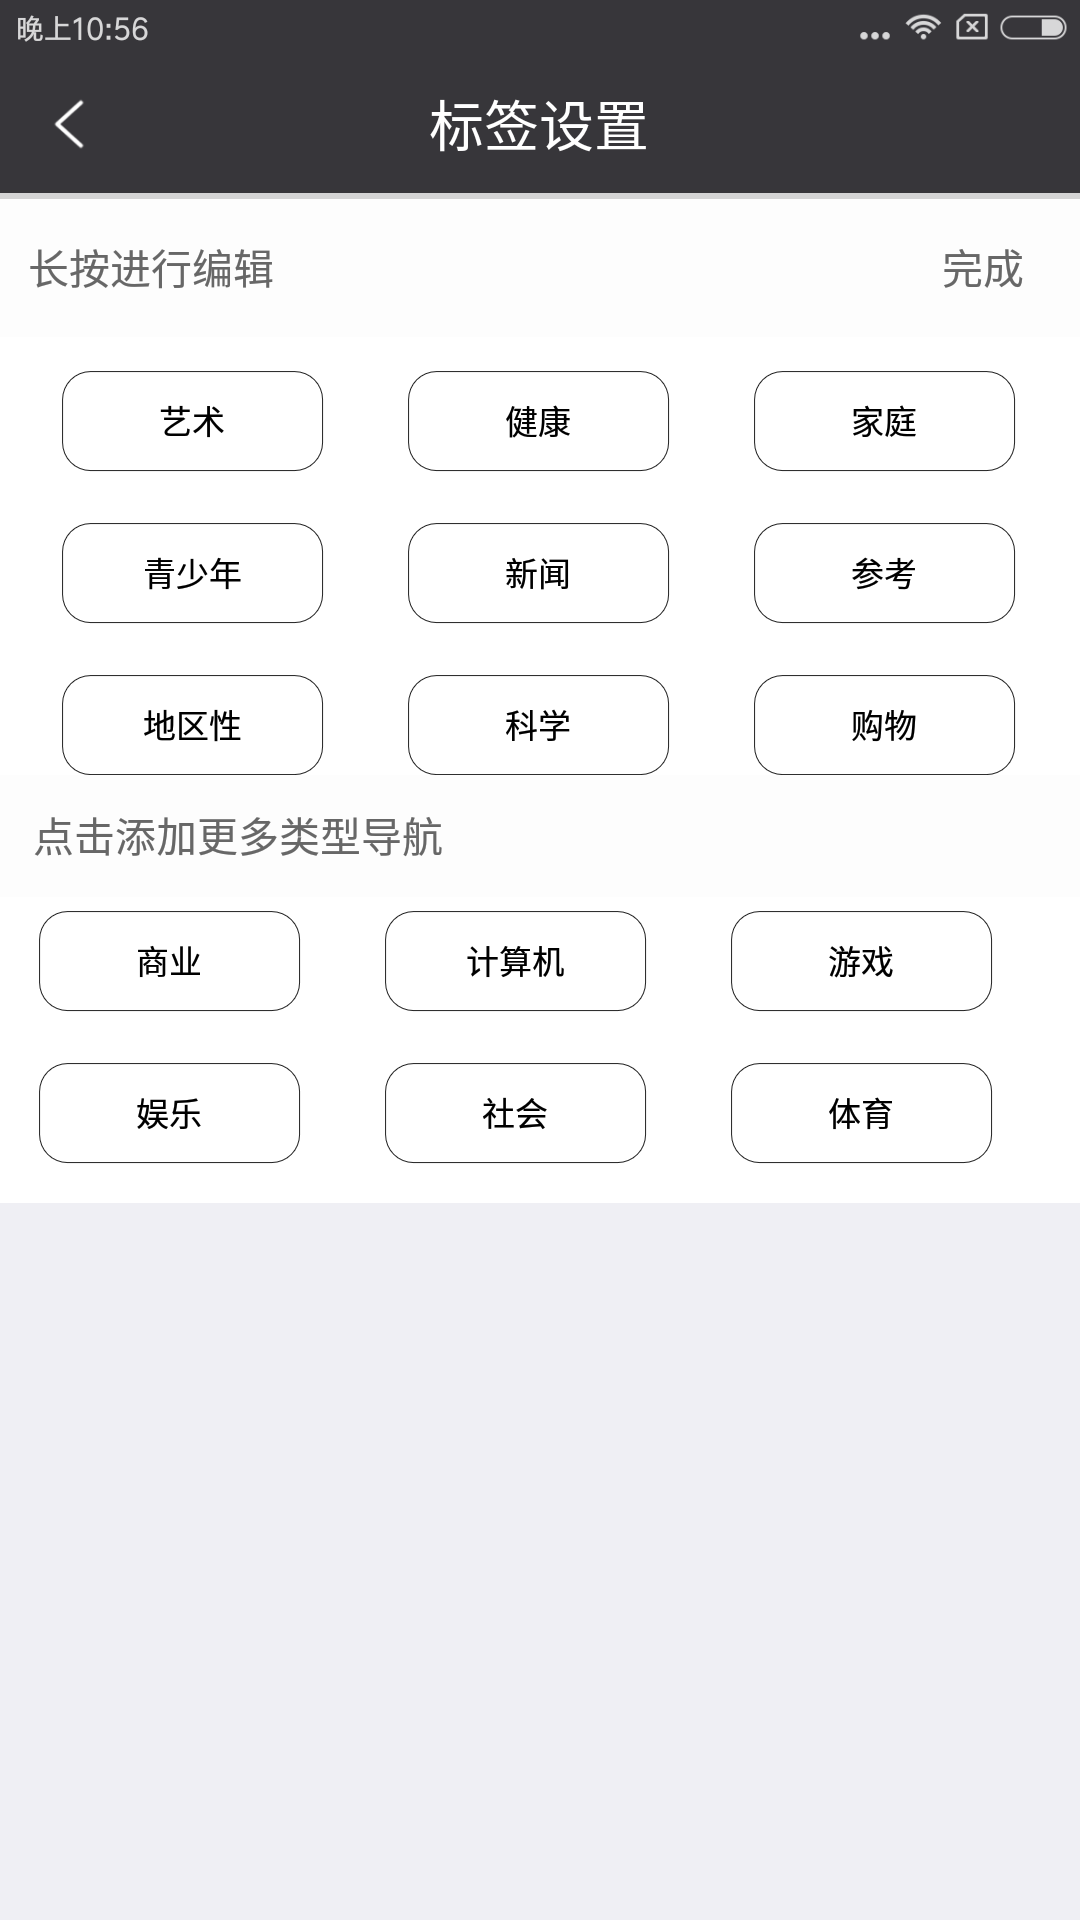 晚上10:56
标签设置
长按进行编辑 完成
艺术 健康 家庭
青少年 新闻 参考
地区性 科学 购物
点击添加更多类型导航
商业 计算机 游戏
娱乐 社会 体育